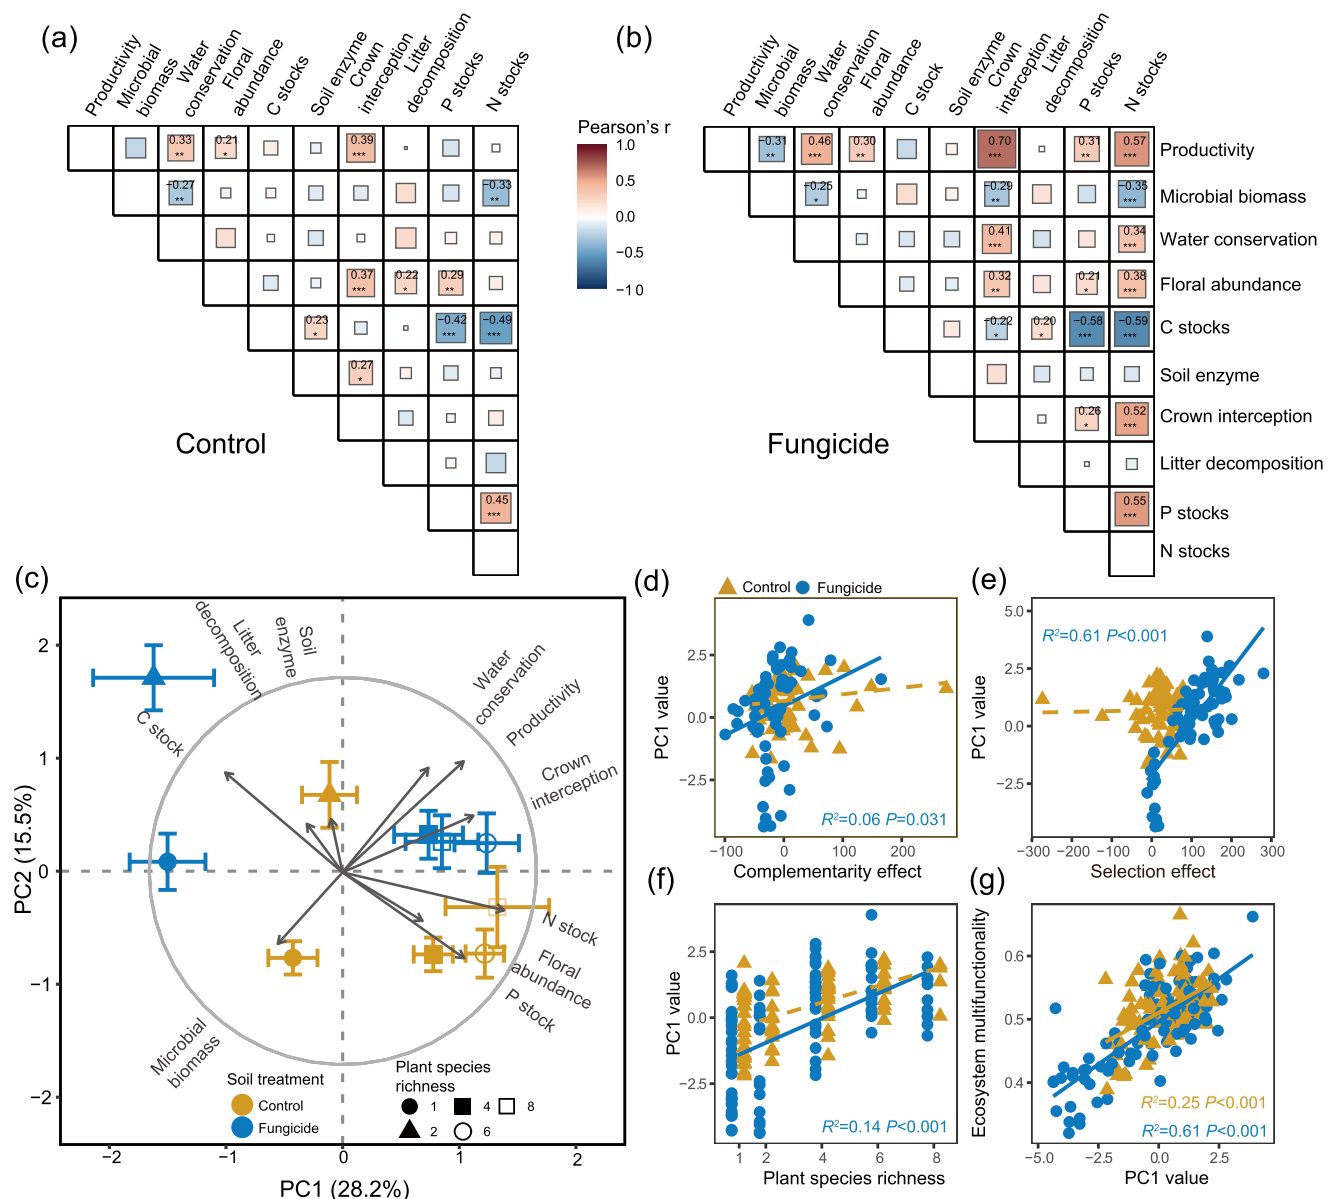 (a)
Productivity
Microbial
biomass
Water
conservation
Floral
abundance
C stocks
Soil enzyme
Crown
interception
Litter
decomposition
P stocks
N stocks
0.33
**
0.21
*
0.39
***
−0.27
**
−0.33
**
0.37
***
0.22
*
0.29
**
0.23
*
−0.42
***
−0.49
***
0.27
*
0.45
***
Control
Pearson's r
1.0
0.5
0.0
−0.5
−1 0
(b)
Productivity
Microbial
biomass
Water
conservation
Floral
abundance
C stock
Soil enzyme
Crown
interception
Litter
decomposition
P stocks
N stocks
−0.31
**
0.46
***
0.30
**
0.70
***
0.31
**
0.57
***
Productivity
−0.25
*
−0.29
**
−0.35
***
Microbial biomass
0.41
***
0.34
***
Water conservation
0.32
**
0.21
*
0.38
***
Floral abundance
−0.22
*
0.20
*
−0.58
***
−0.59
***
C stocks
Soil enzyme
0.26
*
0.52
***
Crown interception
Litter decomposition
0.55
***
P stocks
N stocks
Fungicide
(c)
PC2 (15.5%)
2
1
0
−1
−2
−2
−1
0
1
2
PC1 (28.2%)
C stock
Litter
decomposition
Soil
enzyme
Water
conservation
Productivity
Crown
interception
N stock
Floral
abundance
P stock
Microbial
biomass
Soil treatment
Control
Fungicide
Plant species
richness
1
4
8
2
6
(d)
Control
Fungicide
PC1 value
2.5
0.0
−2.5
R²=0.06 P=0.031
−100
0
100
200
Complementarity effect
(e)
PC1 value
5.0
2.5
0.0
−2.5
R²=0.61 P<0.001
−300
−200
−100
0
100
200
300
Selection effect
(f)
PC1 value
2.5
0.0
−2.5
R²=0.14 P<0.001
1
2
4
6
8
Plant species richness
(g)
Ecosystem multifunctionality
0.6
0.5
0.4
R²=0.25 P<0.001
R²=0.61 P<0.001
−5.0
−2.5
0.0
2.5
PC1 value